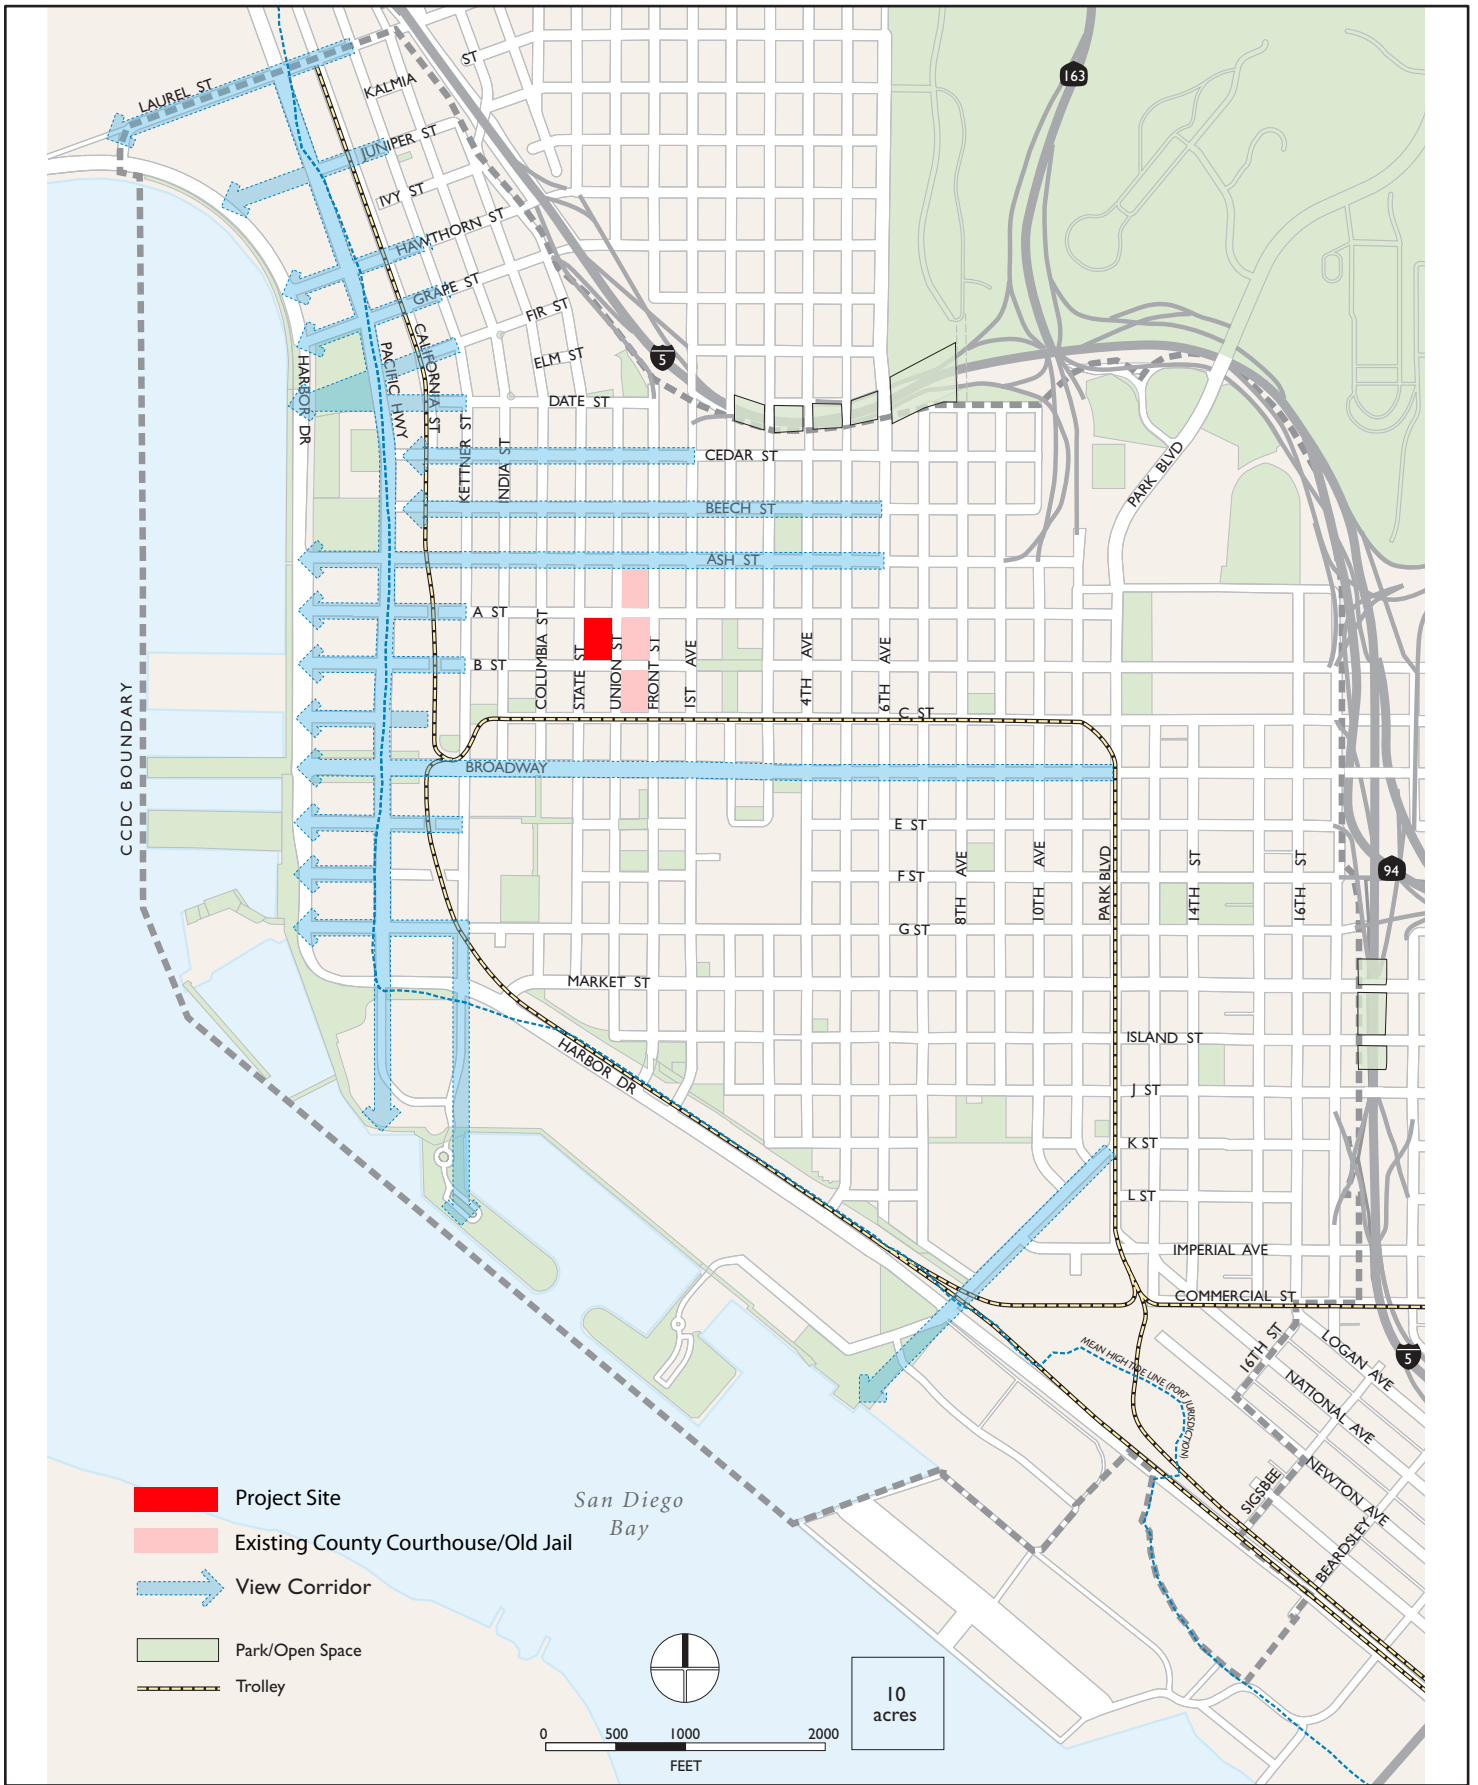 163
ST
KALMIA
LAUREL ST
JUNIPER ST
IVY ST
HAWTHORN ST
GRAPE ST
FIR ST
ELM ST
5
HARBOR DR
PACIFIC HWY
CALIFORNIA ST
DATE ST
KETTNER ST
INDIA ST
CEDAR ST
PARK BLVD
BEECH ST
ASH ST
A ST
B ST
COLUMBIA ST
STATE ST
UNION ST
FRONT ST
1ST AVE
4TH AVE
6TH AVE
C ST
CCDC BOUNDARY
BROADWAY
E ST
F ST
8TH AVE
10TH AVE
PARK BLVD
14TH ST
16TH ST
94
G ST
MARKET ST
ISLAND ST
HARBOR DR
J ST
K ST
L ST
IMPERIAL AVE
COMMERCIAL ST
MEAN HIGH TIDE LINE (PORT JURISDICTION)
16TH ST
LOGAN AVE
5
NATIONAL AVE
NEWTON AVE
SIGSBEE
BEARDSLEY
San Diego
Bay
Project Site
Existing County Courthouse/Old Jail
View Corridor
Park/Open Space
Trolley
10
acres
0 500 1000 2000
FEET